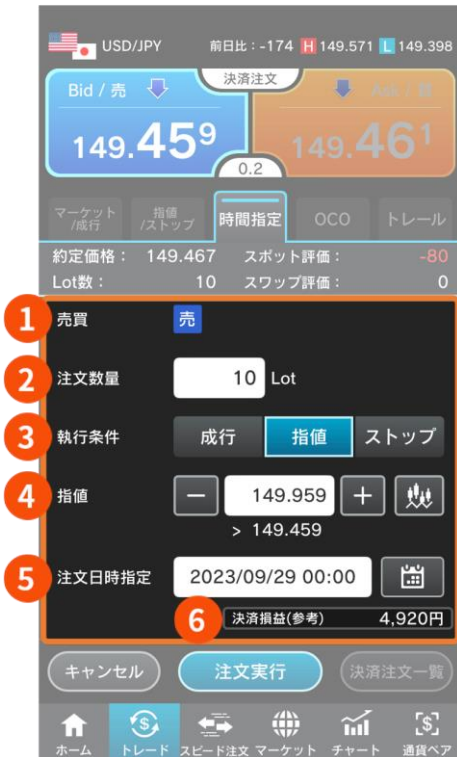 USD/JPY 前日比：-174 H 149.571 L 149.398
決済注文
Bid / 売 Ask / 買
149.459 149.461
0.2
マーケット/成行 指値/ストップ 時間指定 OCO トレール
約定価格： 149.467 スポット評価： -80
Lot数： 10 スワップ評価： 0
1 売買 売
2 注文数量 10 Lot
3 執行条件 成行 指値 ストップ
4 指値 － 149.959 ＋
> 149.459
5 注文日時指定 2023/09/29 00:00
6 決済損益(参考) 4,920円
キャンセル 注文実行 決済注文一覧
ホーム トレード スピード注文 マーケット チャート 通貨ペア